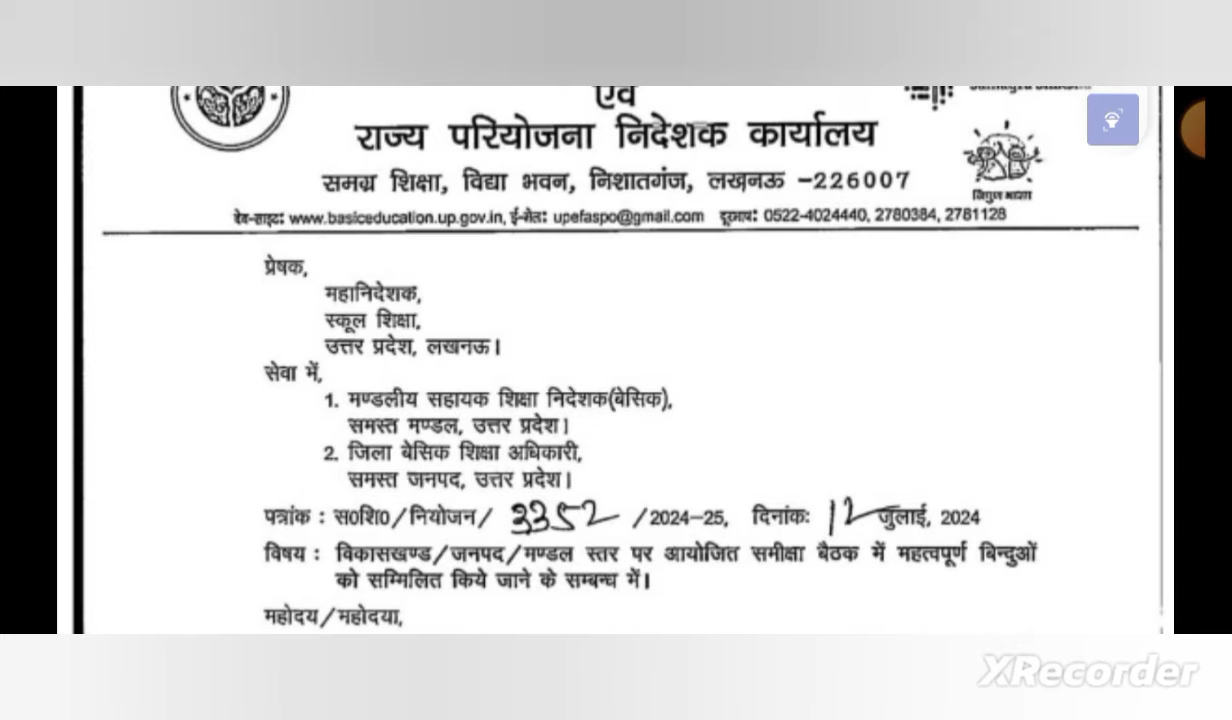 एवं
राज्य परियोजना निदेशक कार्यालय
समग्र शिक्षा, विद्या भवन, निशातगंज, लखनऊ -226007
वेब-साइट: www.basiceducation.up.gov.in, ई-मेल: upefaspo@gmail.com दूरभाष: 0522-4024440, 2780384, 2781128
प्रेषक,
महानिदेशक,
स्कूल शिक्षा,
उत्तर प्रदेश, लखनऊ।
सेवा में,
1. मण्डलीय सहायक शिक्षा निदेशक(बेसिक),
समस्त मण्डल, उत्तर प्रदेश।
2. जिला बेसिक शिक्षा अधिकारी,
समस्त जनपद, उत्तर प्रदेश।
पत्रांक : स0शि0/नियोजन/ 3352 /2024-25, दिनांक: 12 जुलाई, 2024
विषय : विकासखण्ड/जनपद/मण्डल स्तर पर आयोजित समीक्षा बैठक में महत्वपूर्ण बिन्दुओं
को सम्मिलित किये जाने के सम्बन्ध में।
महोदय/महोदया,
XRecorder